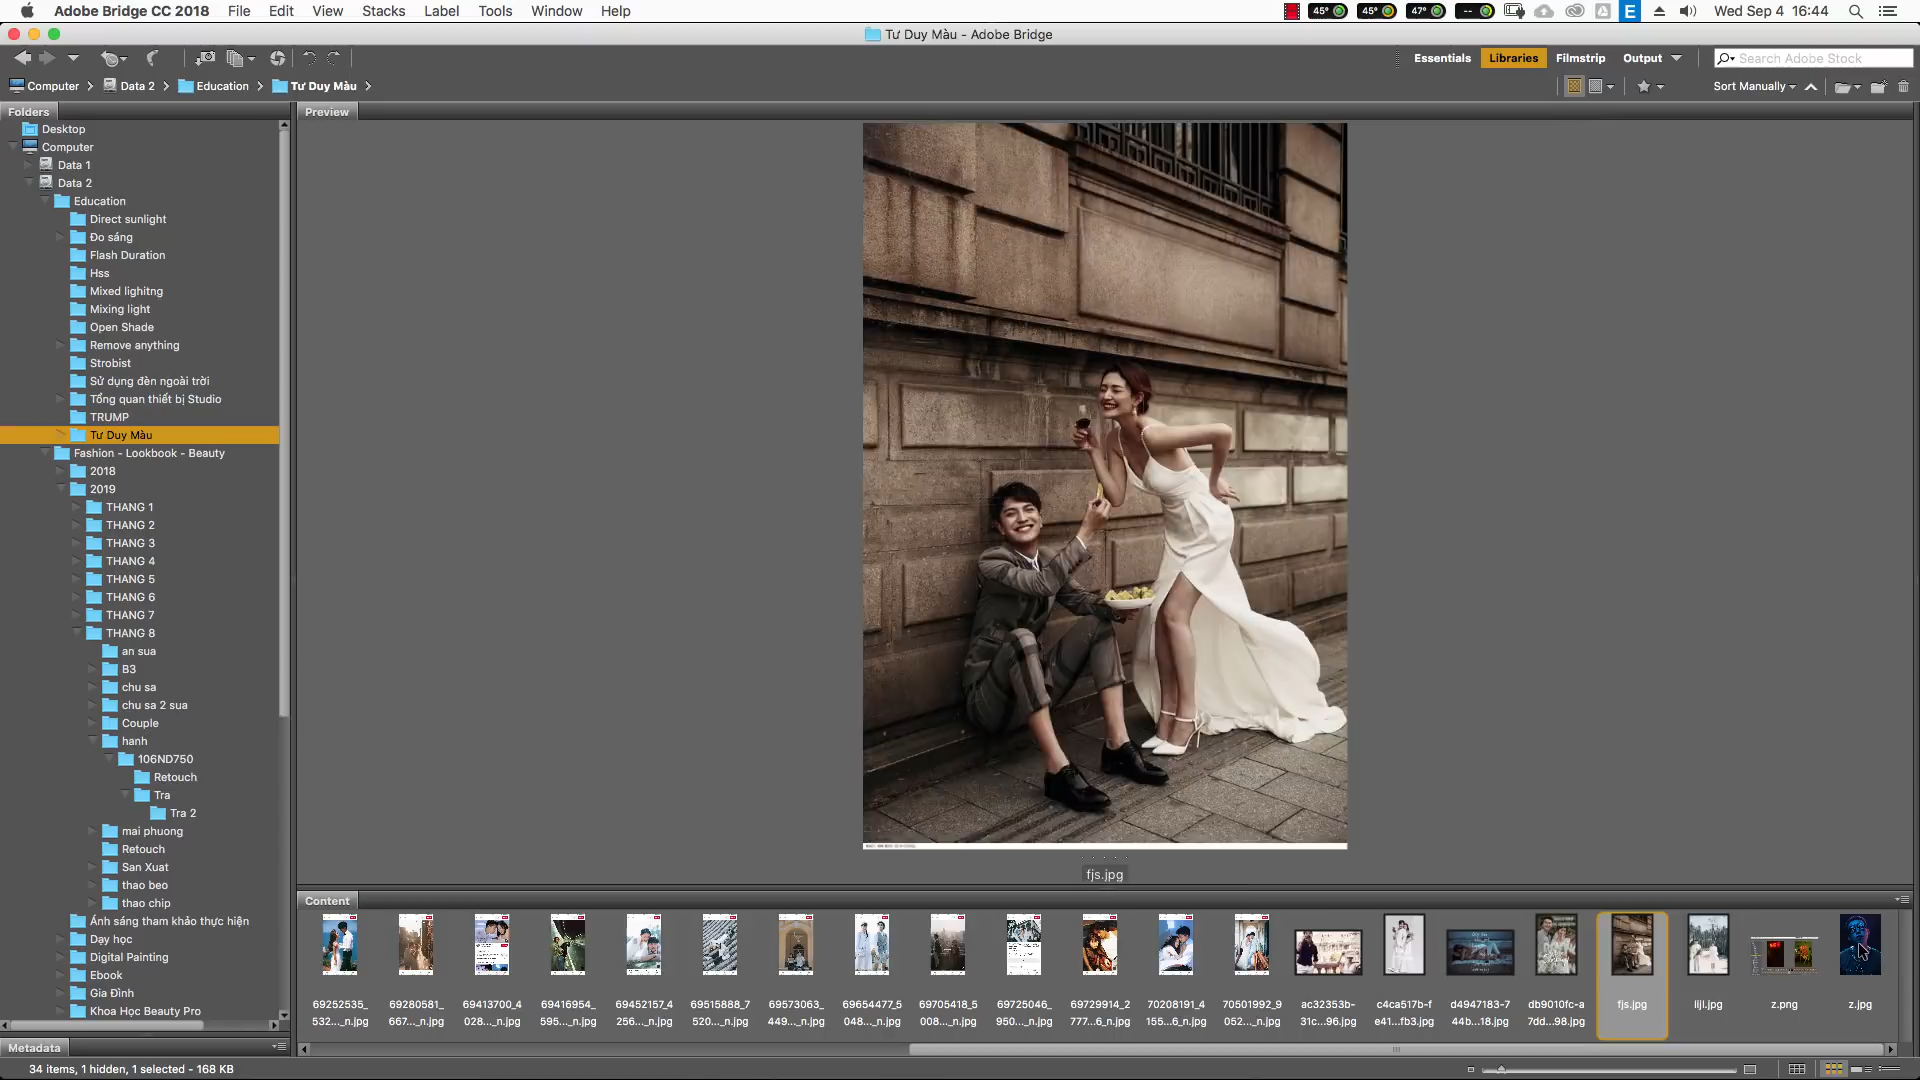 Adobe Bridge CC 2018 File Edit View Stacks Label Tools Window Help 45° 45° 47° -- E Wed Sep 4 16:44
Tư Duy Màu - Adobe Bridge
Essentials Libraries Filmstrip Output Search Adobe Stock
Computer Data 2 Education Tư Duy Màu Sort Manually
Folders
Desktop
Computer
Data 1
Data 2
Education
Direct sunlight
Đo sáng
Flash Duration
Hss
Mixed lighitng
Mixing light
Open Shade
Remove anything
Strobist
Sử dụng đèn ngoài trời
Tổng quan thiết bị Studio
TRUMP
Tư Duy Màu
Fashion - Lookbook - Beauty
2018
2019
THANG 1
THANG 2
THANG 3
THANG 4
THANG 5
THANG 6
THANG 7
THANG 8
an sua
B3
chu sa
chu sa 2 sua
Couple
hanh
106ND750
Retouch
Tra
Tra 2
mai phuong
Retouch
San Xuat
thao beo
thao chip
Ánh sáng tham khảo thực hiện
Dạy học
Digital Painting
Ebook
Gia Đình
Khoa Học Beauty Pro
Metadata
34 items, 1 hidden, 1 selected - 168 KB
Preview
fjs.jpg
Content
69252535_ 69280581_ 69413700_4 69416954_ 69452157_4 69515888_7 69573063_ 69654477_5 69705418_5 69725046_ 69729914_2 70208191_4 70501992_9 ac32353b- c4ca517b-f d4947183-7 db9010fc-a fjs.jpg lijl.jpg z.png z.jpg
532..._n.jpg 667..._n.jpg 028..._n.jpg 595..._n.jpg 256..._n.jpg 520..._n.jpg 449..._n.jpg 048..._n.jpg 008..._n.jpg 950..._n.jpg 777...6_n.jpg 155...6_n.jpg 052..._n.jpg 31c...96.jpg e41...fb3.jpg 44b...18.jpg 7dd...98.jpg